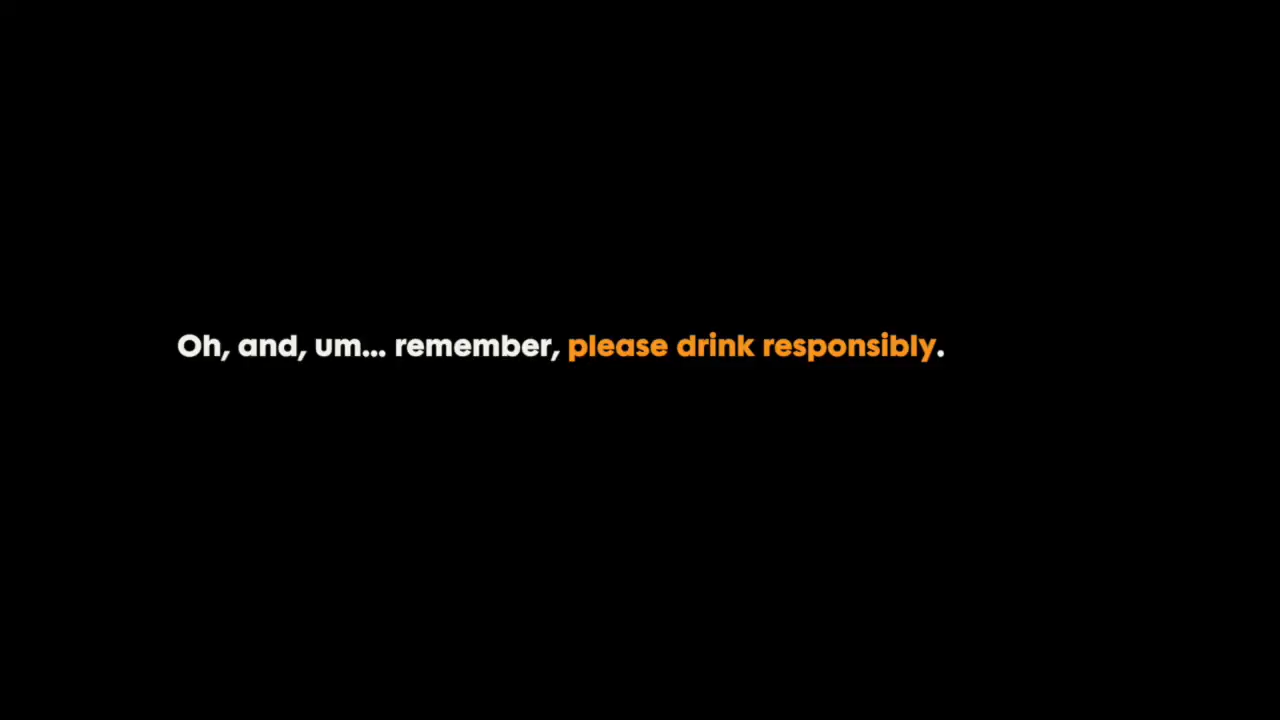 Oh, and, um... remember, please drink responsibly.